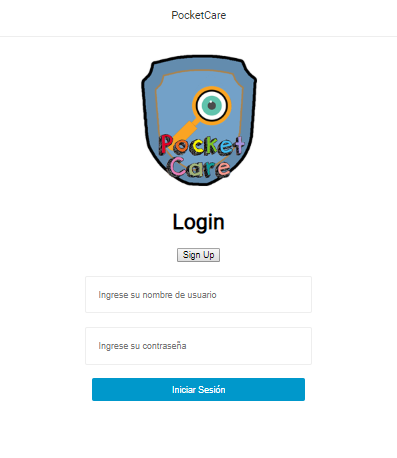 PocketCare
Pocket
Care
Login
Sign Up
Ingrese su nombre de usuario
Ingrese su contraseña
Iniciar Sesión